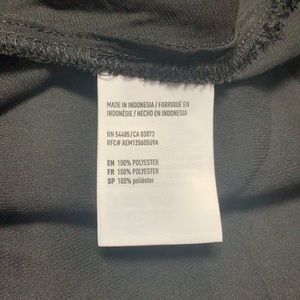 MADE IN INDONESIA / FABRIQUÉ EN
INDONÉSIE / HECHO EN INDONESIA
RN 54485/CA 03873
RFC# AEM120605U9A
EN 100% POLYESTER
FR 100% POLYESTER
SP 100% poliéster